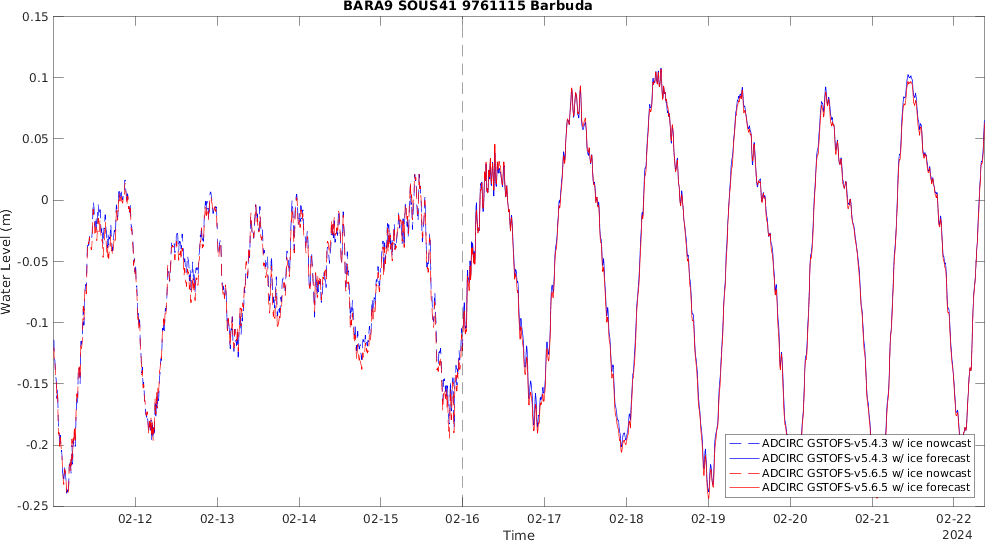 BARA9 SOUS41 9761115 Barbuda
0.15
0.1
0.05
0
-0.05
-0.1
-0.15
-0.2
-0.25
Water Level (m)
02-12 02-13 02-14 02-15 02-16 02-17 02-18 02-19 02-20 02-21 02-22
2024
Time
ADCIRC GSTOFS-v5.4.3 w/ ice nowcast
ADCIRC GSTOFS-v5.4.3 w/ ice forecast
ADCIRC GSTOFS-v5.6.5 w/ ice nowcast
ADCIRC GSTOFS-v5.6.5 w/ ice forecast